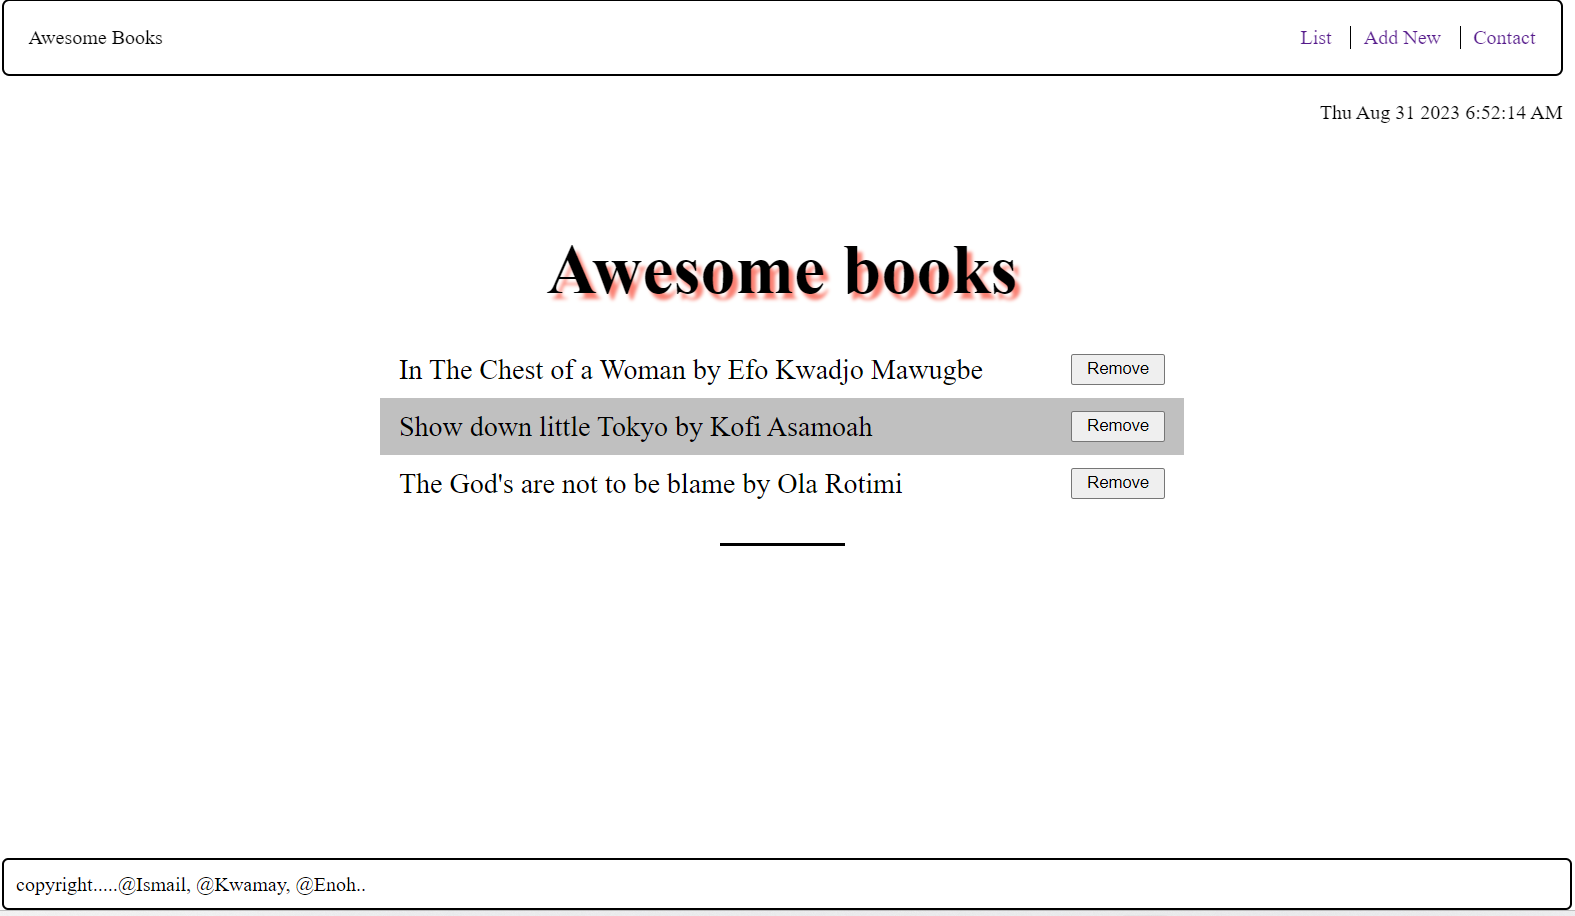 Awesome Books
List Add New Contact
Thu Aug 31 2023 6:52:14 AM
Awesome books
In The Chest of a Woman by Efo Kwadjo Mawugbe Remove
Show down little Tokyo by Kofi Asamoah Remove
The God's are not to be blame by Ola Rotimi Remove
copyright.....@Ismail, @Kwamay, @Enoh..